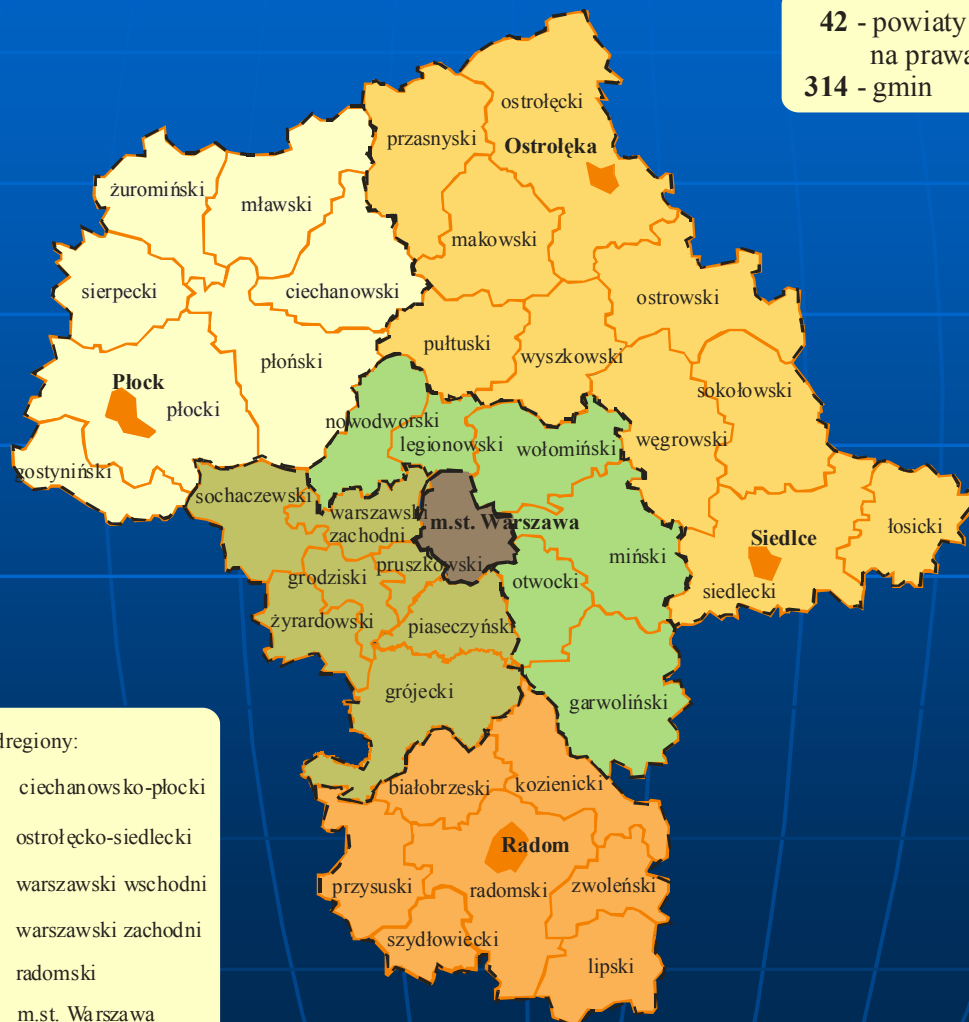 42 - powiaty
na prawa
314 - gmin
ostrołęcki
przasnyski
Ostrołęka
żuromiński
mławski
makowski
sierpecki
ciechanowski
ostrowski
pułtuski
wyszkowski
płoński
Płock
płocki
sokołowski
nowodworski
legionowski
wołomiński
węgrowski
gostyniński
sochaczewski
warszawski
zachodni
m.st. Warszawa
łosicki
Siedlce
pruszkowski
miński
grodziski
otwocki
siedlecki
żyrardowski
piaseczyński
grójecki
garwoliński
białobrzeski
kozienicki
Radom
przysuski
radomski
zwoleński
szydłowiecki
lipski
regiony:
ciechanowsko-płocki
ostrołęcko-siedlecki
warszawski wschodni
warszawski zachodni
radomski
m.st. Warszawa